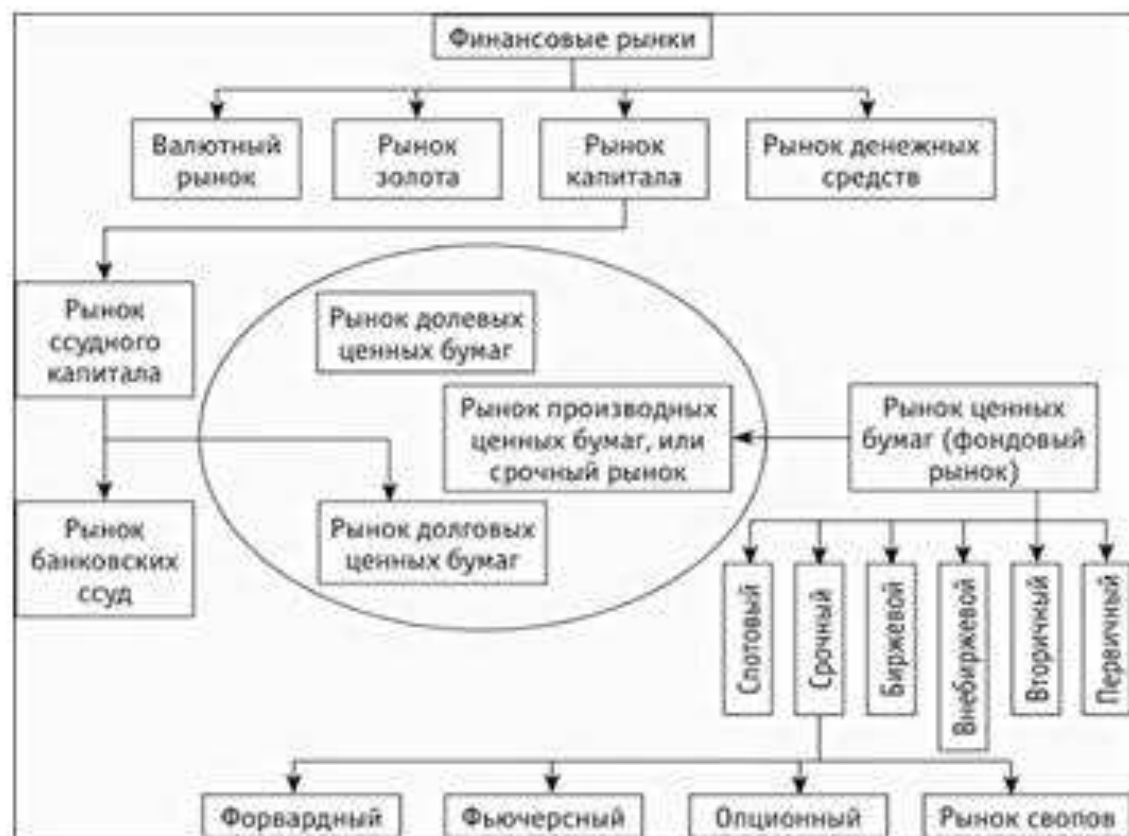 Финансовые рынки
Валютный
рынок
Рынок
золота
Рынок
капитала
Рынок денежных
средств
Рынок
ссудного
капитала
Рынок долевых
ценных бумаг
Рынок производных
ценных бумаг, или
срочный рынок
Рынок ценных
бумаг (фондовый
рынок)
Рынок
банковских
ссуд
Рынок долговых
ценных бумаг
Спотовый
Срочный
Биржевой
Внебиржевой
Вторичный
Первичный
Форвардный
Фьючерсный
Опционный
Рынок свопов